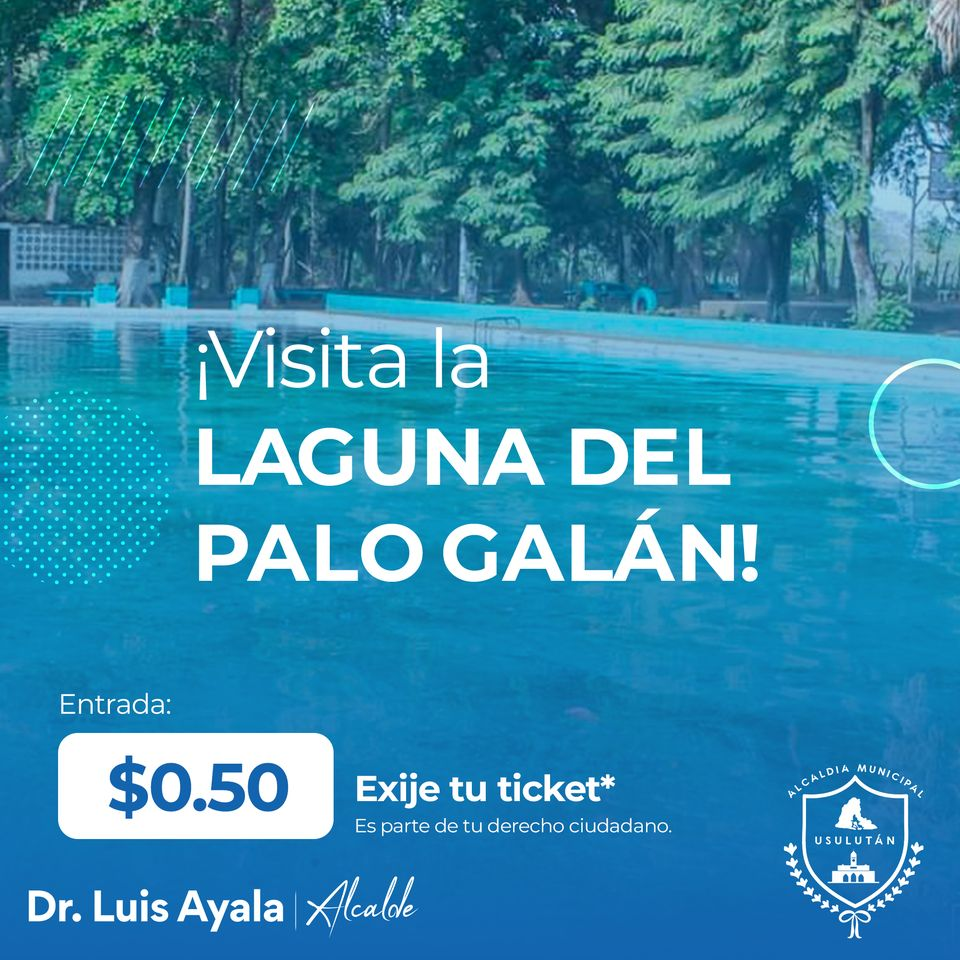 ¡Visita la
LAGUNA DEL
PALO GALÁN!
Entrada:
$0.50
Exije tu ticket*
Es parte de tu derecho ciudadano.
Dr. Luis Ayala | Alcalde
ALCALDIA MUNICIPAL
USULUTÁN